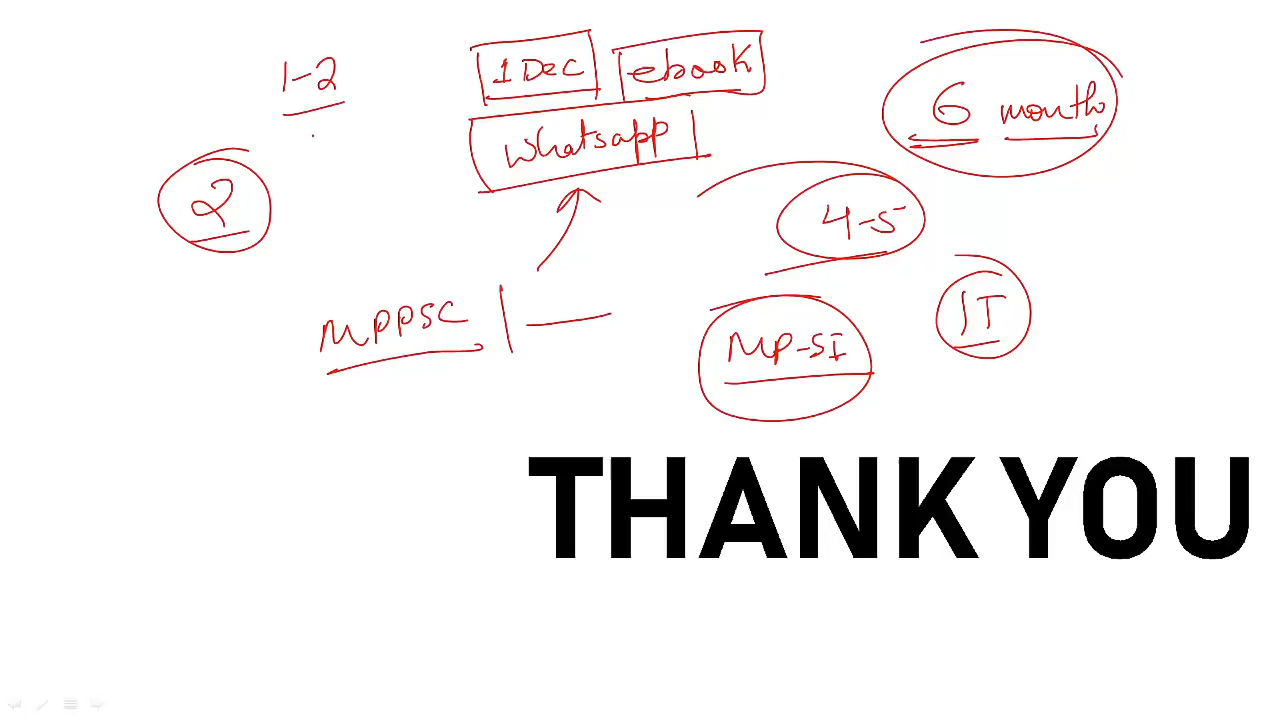 1-2
1 Dec
ebook
6 month
whatsapp
2
4-5
MPPSC
MP-SI
IT
THANK YOU